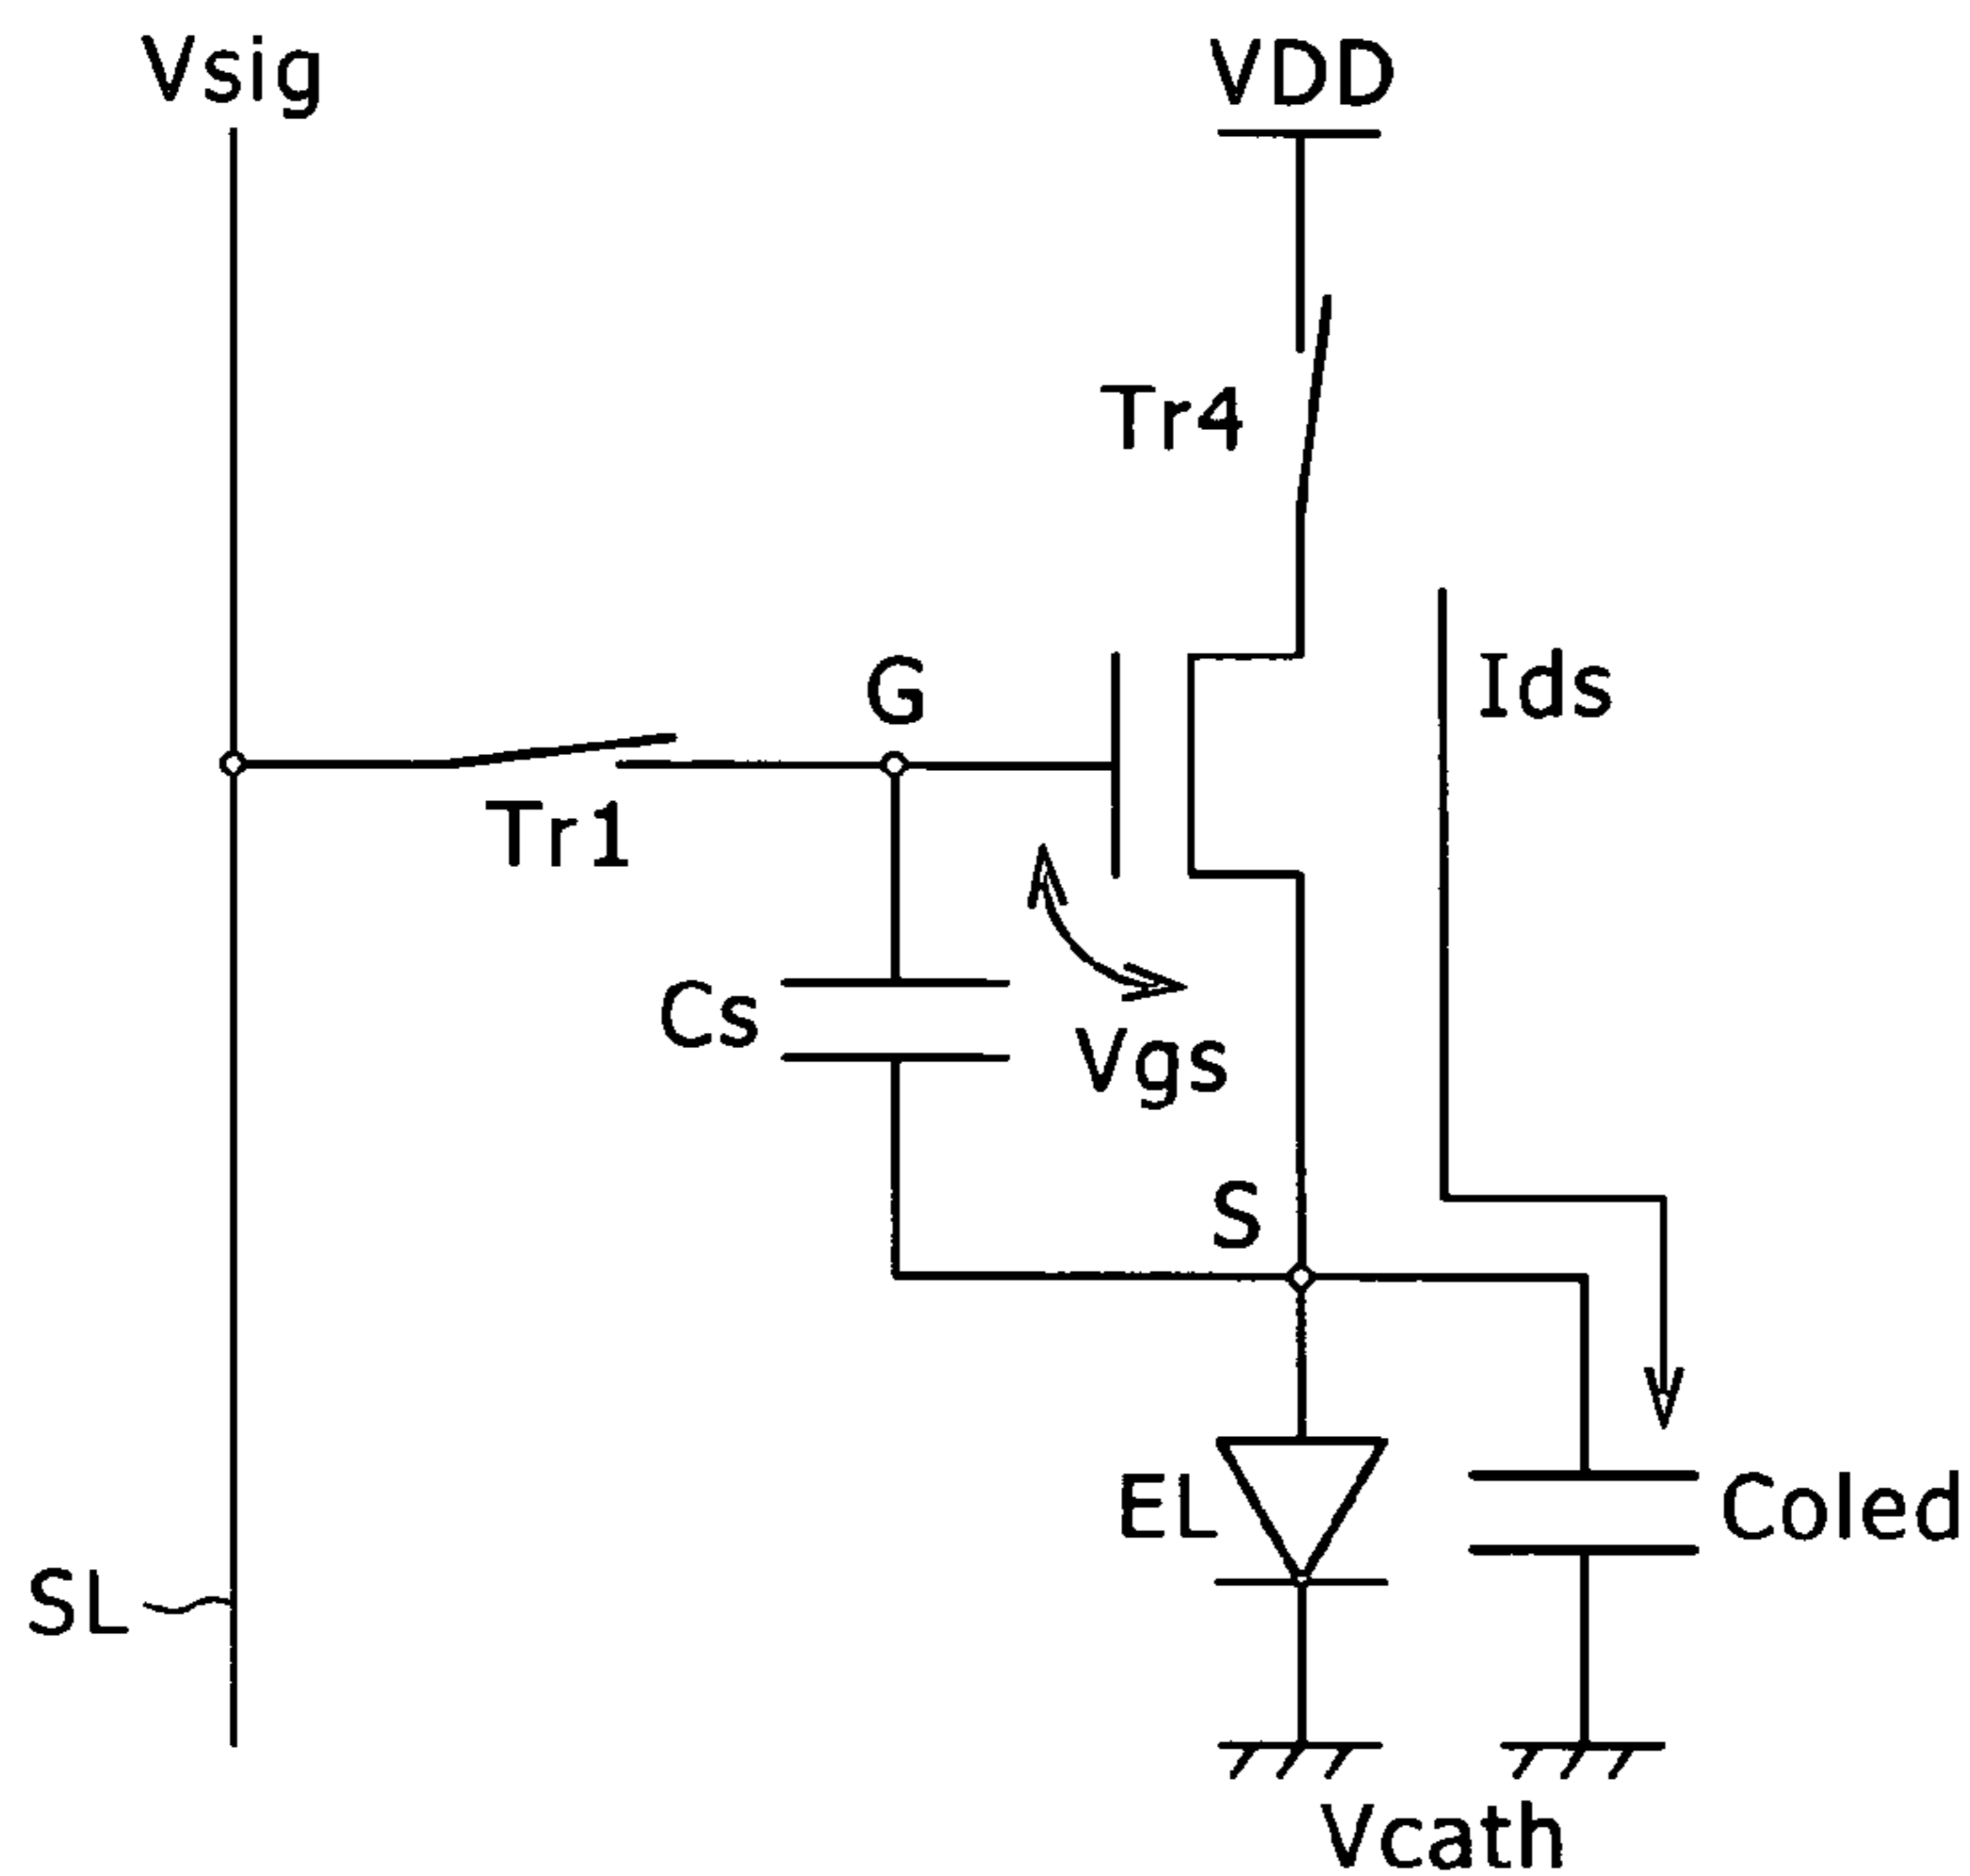 Vsig
VDD
Tr4
G
Ids
Tr1
Cs
Vgs
S
EL
Coled
SL
Vcath